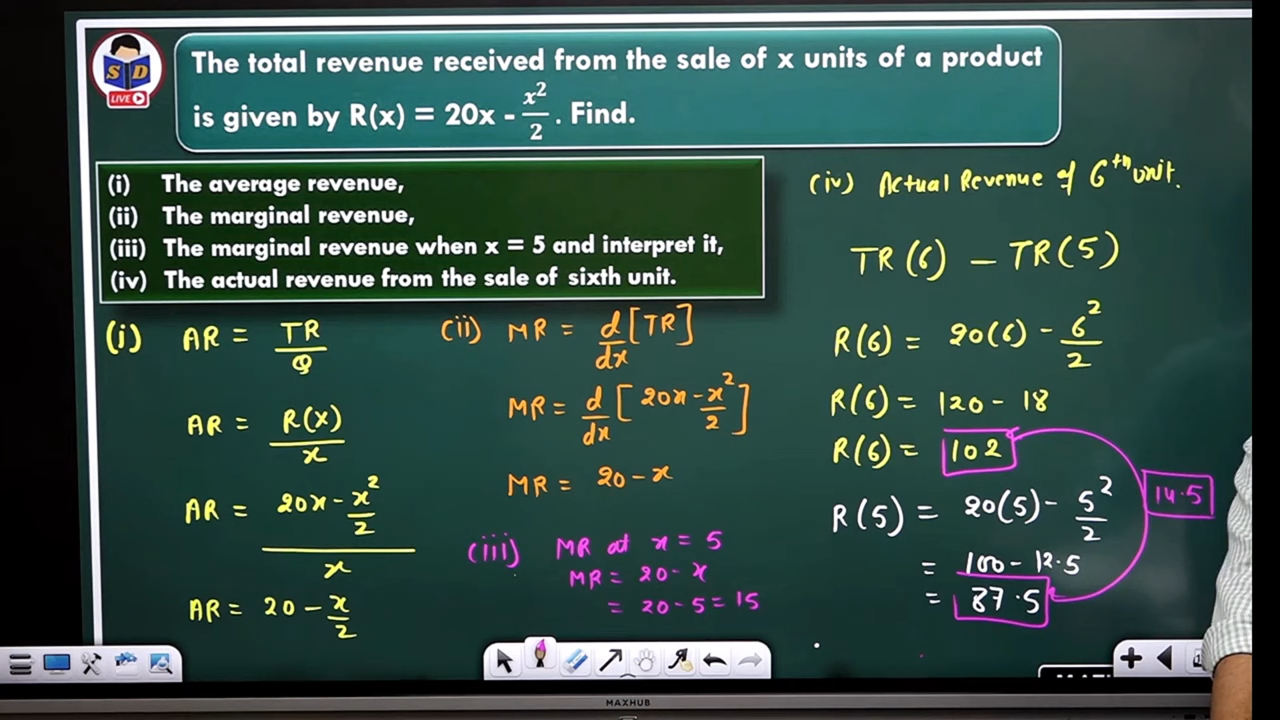 S D
LIVE
The total revenue received from the sale of x units of a product
is given by R(x) = 20x - x²/2 . Find.
(i) The average revenue,
(ii) The marginal revenue,
(iii) The marginal revenue when x = 5 and interpret it,
(iv) The actual revenue from the sale of sixth unit.
(i) AR = TR/Q
AR = R(x)/x
AR = (20x - x²/2)/x
AR = 20 - x/2
(ii) MR = d/dx [TR]
MR = d/dx [20x - x²/2]
MR = 20 - x
(iii) MR at x = 5
MR = 20 - x
= 20 - 5 = 15
(iv) Actual Revenue of 6th unit.
TR(6) - TR(5)
R(6) = 20(6) - 6²/2
R(6) = 120 - 18
R(6) = 102
R(5) = 20(5) - 5²/2
= 100 - 12.5
= 87.5
14.5
MAXHUB